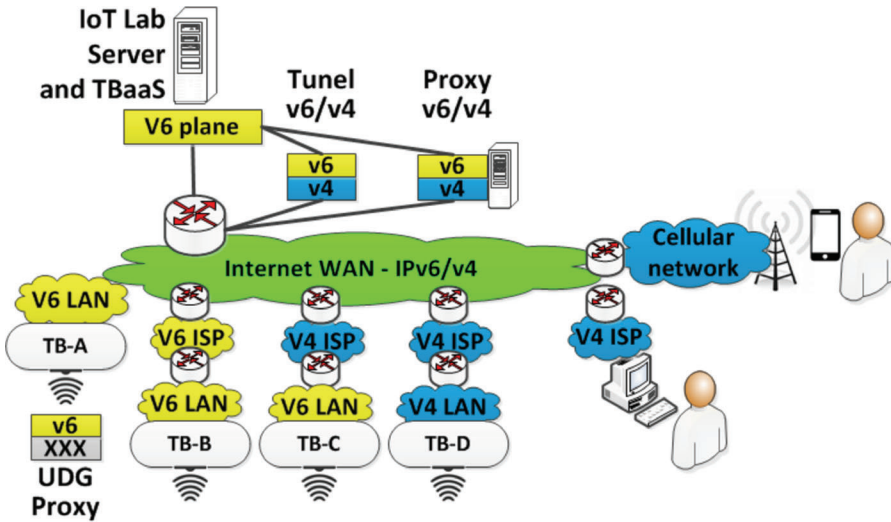 IoT Lab
Server
and TBaaS
Tunel
v6/v4
Proxy
v6/v4
V6 plane
v6
v4
v6
v4
Internet WAN - IPv6/v4
Cellular
network
V6 LAN
TB-A
V6 ISP
V4 ISP
V4 ISP
V4 ISP
V6 LAN
V6 LAN
V4 LAN
TB-B
TB-C
TB-D
v6
XXX
UDG
Proxy